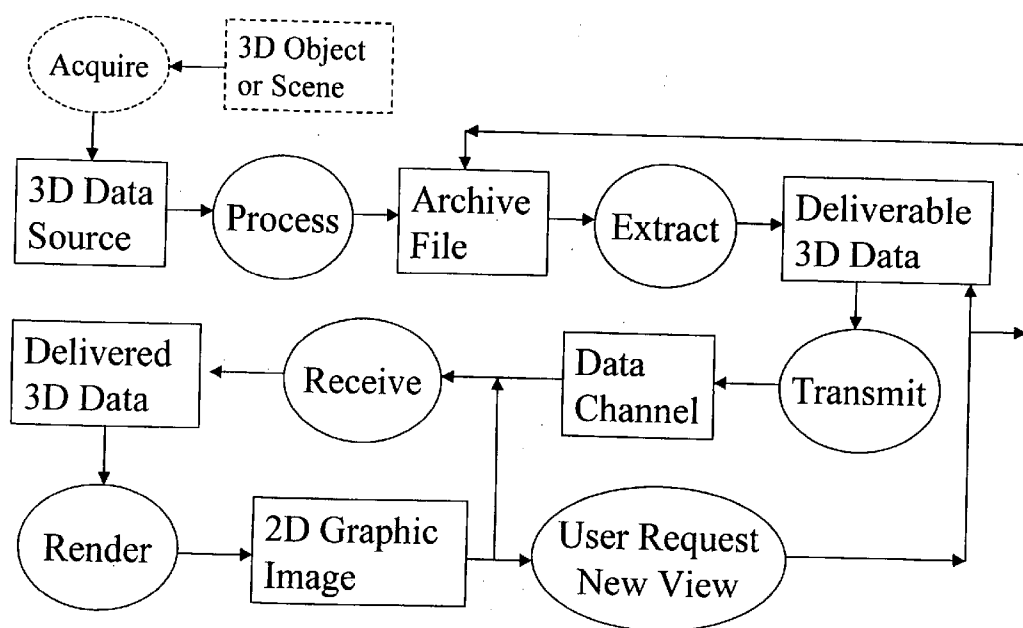 Acquire
3D Object
or Scene
3D Data
Source
Process
Archive
File
Extract
Deliverable
3D Data
Delivered
3D Data
Receive
Data
Channel
Transmit
Render
2D Graphic
Image
User Request
New View